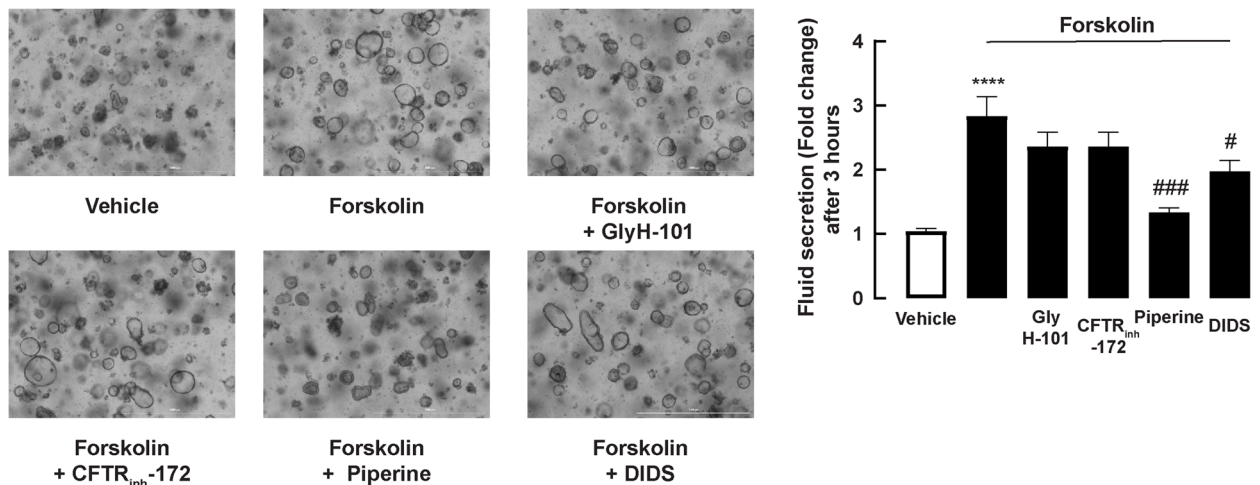 Vehicle
Forskolin
Forskolin
+ GlyH-101
Forskolin
+ CFTRinh-172
Forskolin
+ Piperine
Forskolin
+ DIDS
Forskolin
Fluid secretion (Fold change)
after 3 hours
4
3
2
1
0
****
###
#
Vehicle
Gly
H-101
CFTRinh
-172
Piperine
DIDS